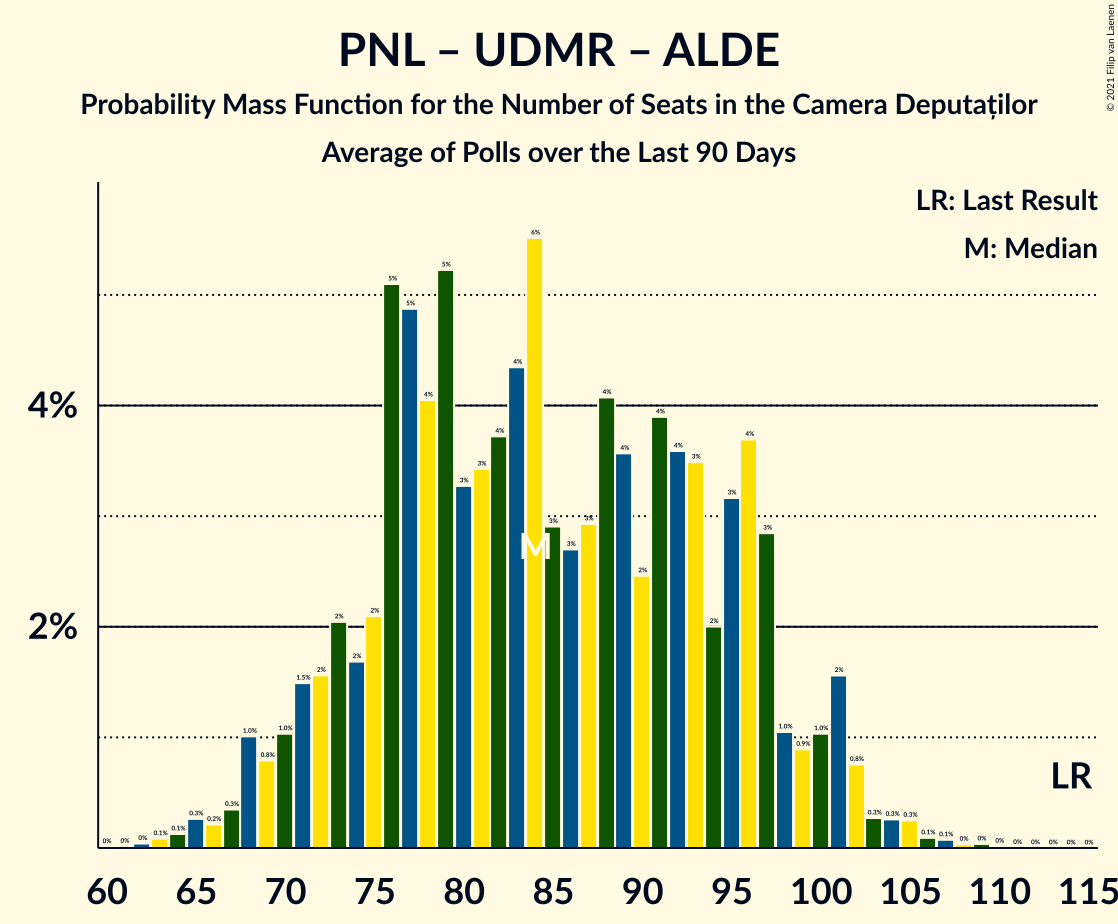 PNL – UDMR – ALDE
Probability Mass Function for the Number of Seats in the Camera Deputaților
Average of Polls over the Last 90 Days
© 2021 Filip van Laenen
LR: Last Result
M: Median
4%
2%
0% 0% 0% 0.1% 0.1% 0.3% 0.2% 0.3% 1.0% 0.8% 1.0% 1.5% 2% 2% 2% 2% 5% 5% 4% 5% 3% 3% 4% 4% 6% 3% 3% 3% 4% 4% 2% 4% 4% 3% 2% 3% 4% 3% 1.0% 0.9% 1.0% 2% 0.8% 0.3% 0.3% 0.3% 0.1% 0.1% 0% 0% 0% 0% 0% 0% 0% 0%
M
LR
60 65 70 75 80 85 90 95 100 105 110 115